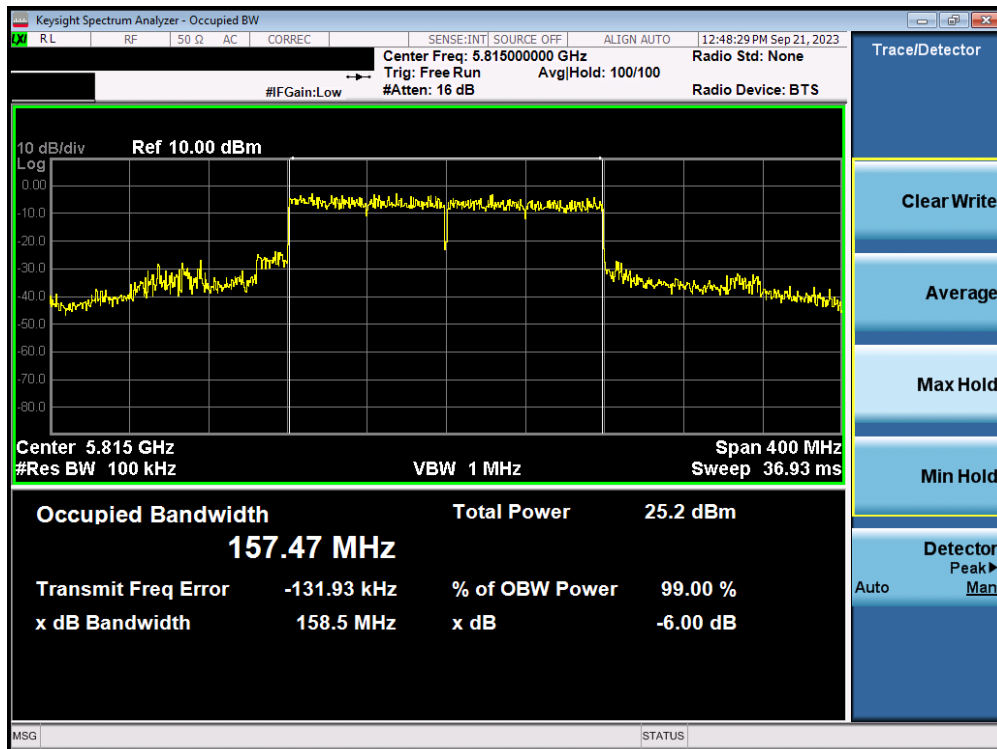 Keysight Spectrum Analyzer - Occupied BW
LXI RL RF 50 Ω AC CORREC SENSE:INT SOURCE OFF ALIGN AUTO 12:48:29 PM Sep 21, 2023
Center Freq: 5.815000000 GHz Radio Std: None
Trig: Free Run Avg|Hold: 100/100
#IFGain:Low #Atten: 16 dB Radio Device: BTS
10 dB/div Ref 10.00 dBm
Log
0.00
-10.0
-20.0
-30.0
-40.0
-50.0
-60.0
-70.0
-80.0
Center 5.815 GHz Span 400 MHz
#Res BW 100 kHz VBW 1 MHz Sweep 36.93 ms
Occupied Bandwidth Total Power 25.2 dBm
157.47 MHz
Transmit Freq Error -131.93 kHz % of OBW Power 99.00 %
x dB Bandwidth 158.5 MHz x dB -6.00 dB
MSG STATUS
Trace/Detector
Clear Write
Average
Max Hold
Min Hold
Detector
Peak▶
Auto Man